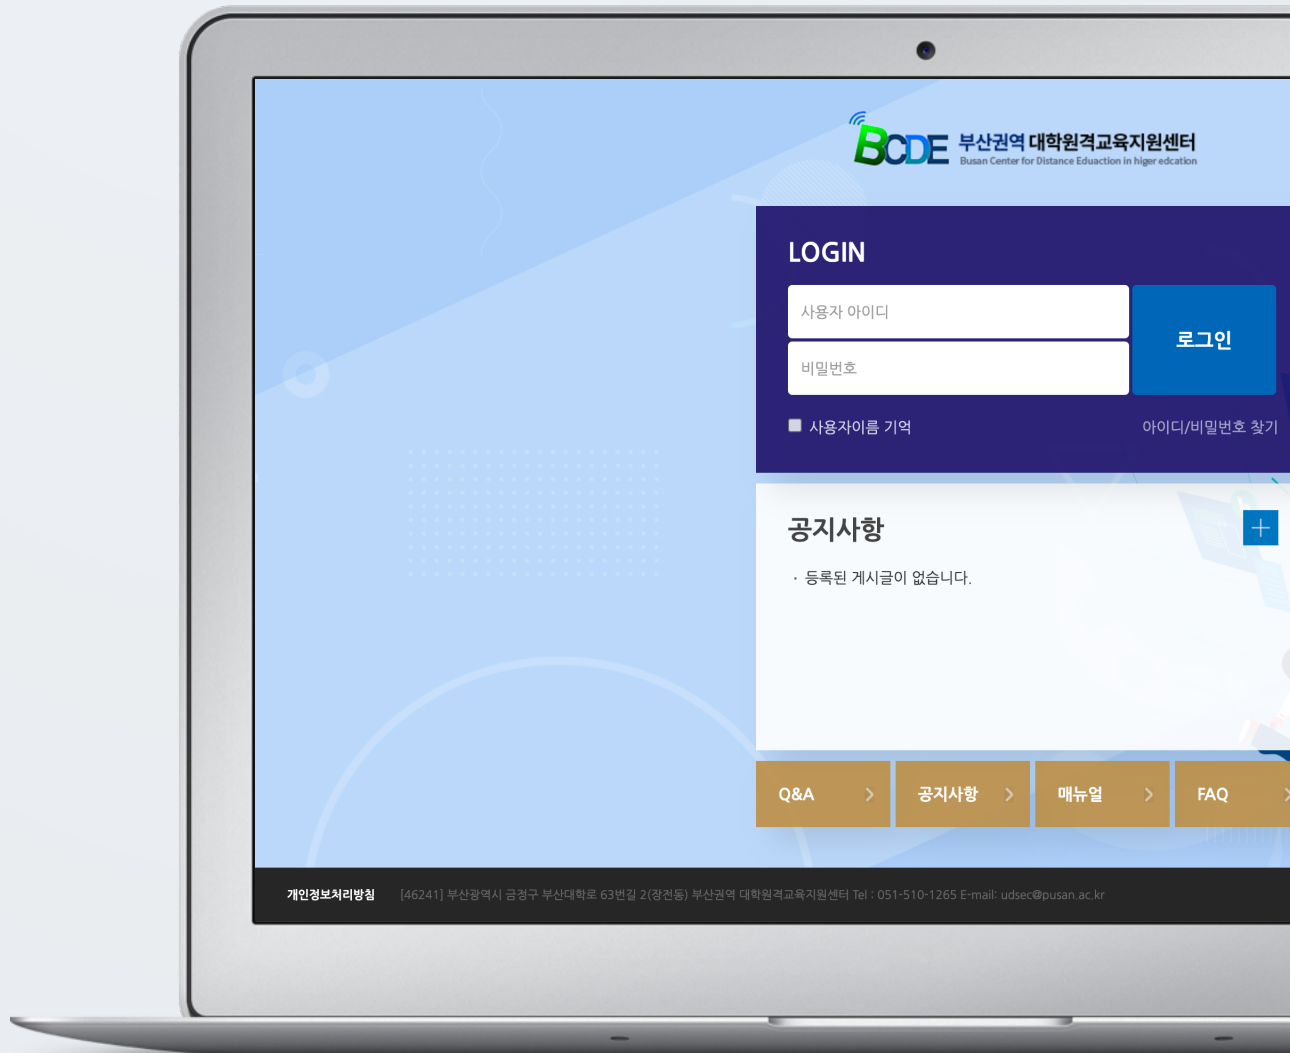 BCDE 부산권역 대학원격교육지원센터
Busan Center for Distance Eduaction in higer edcation
LOGIN
사용자 아이디
비밀번호
로그인
사용자이름 기억
아이디/비밀번호 찾기
공지사항
· 등록된 게시글이 없습니다.
Q&A
공지사항
매뉴얼
FAQ
개인정보처리방침
[46241] 부산광역시 금정구 부산대학로 63번길 2(장전동) 부산권역 대학원격교육지원센터 Tel : 051-510-1265 E-mail: udsec@pusan.ac.kr